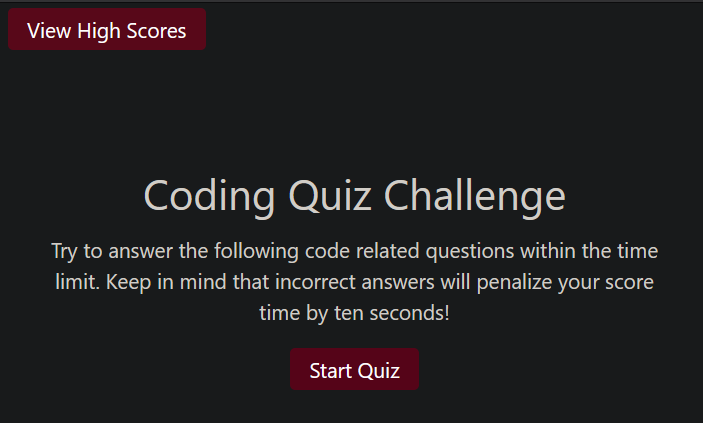 View High Scores
Coding Quiz Challenge
Try to answer the following code related questions within the time
limit. Keep in mind that incorrect answers will penalize your score
time by ten seconds!
Start Quiz